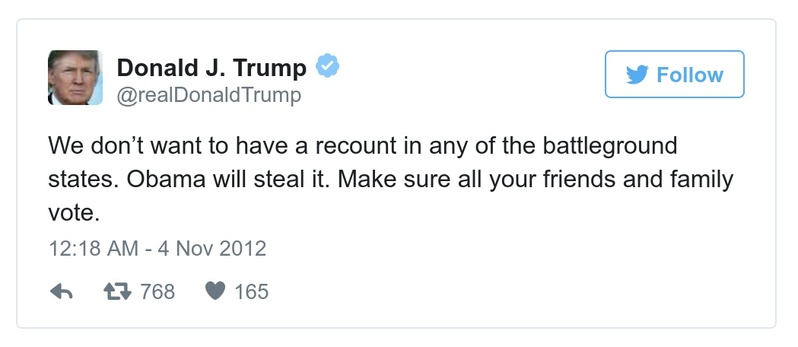 Donald J. Trump
@realDonaldTrump
Follow
We don’t want to have a recount in any of the battleground
states. Obama will steal it. Make sure all your friends and family
vote.
12:18 AM - 4 Nov 2012
768 165